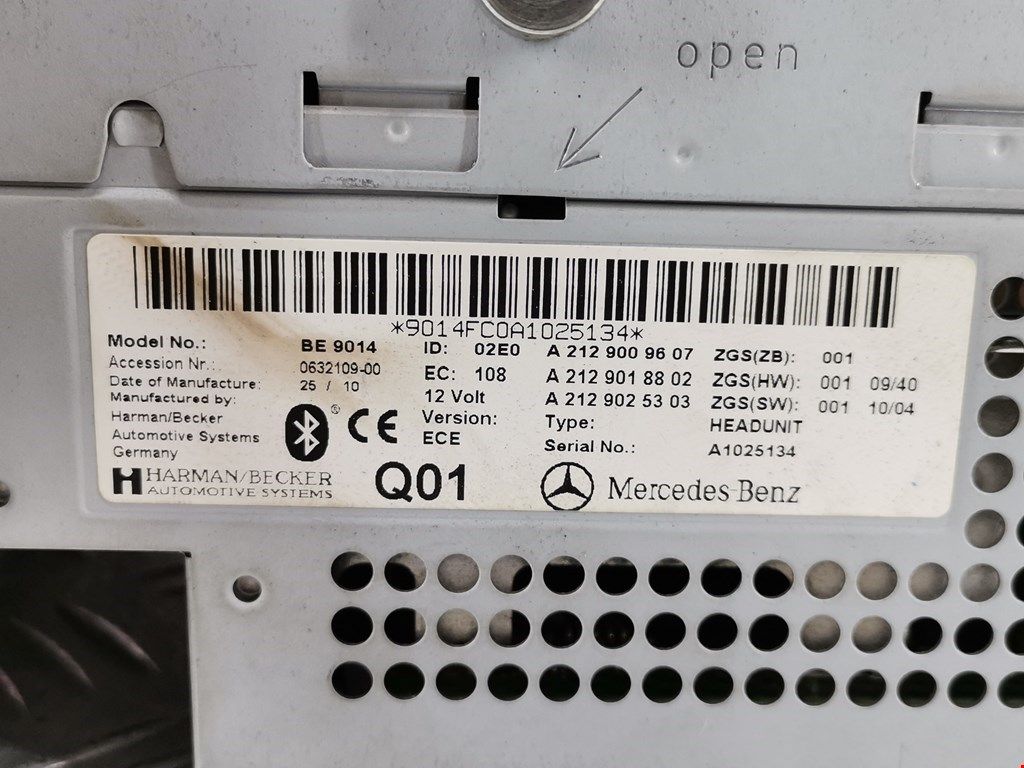 open
*9014FC0A1025134*
Model No.: BE 9014 ID: 02E0 A 212 900 96 07 ZGS(ZB): 001
Accession Nr.: 0632109-00 EC: 108 A 212 901 88 02 ZGS(HW): 001 09/40
Date of Manufacture: 25 / 10 12 Volt A 212 902 53 03 ZGS(SW): 001 10/04
Manufactured by: Version: Type: HEADUNIT
Harman/Becker ® CE ECE Serial No.: A1025134
Automotive Systems
Germany
HARMAN/BECKER Q01 Mercedes-Benz
AUTOMOTIVE SYSTEMS